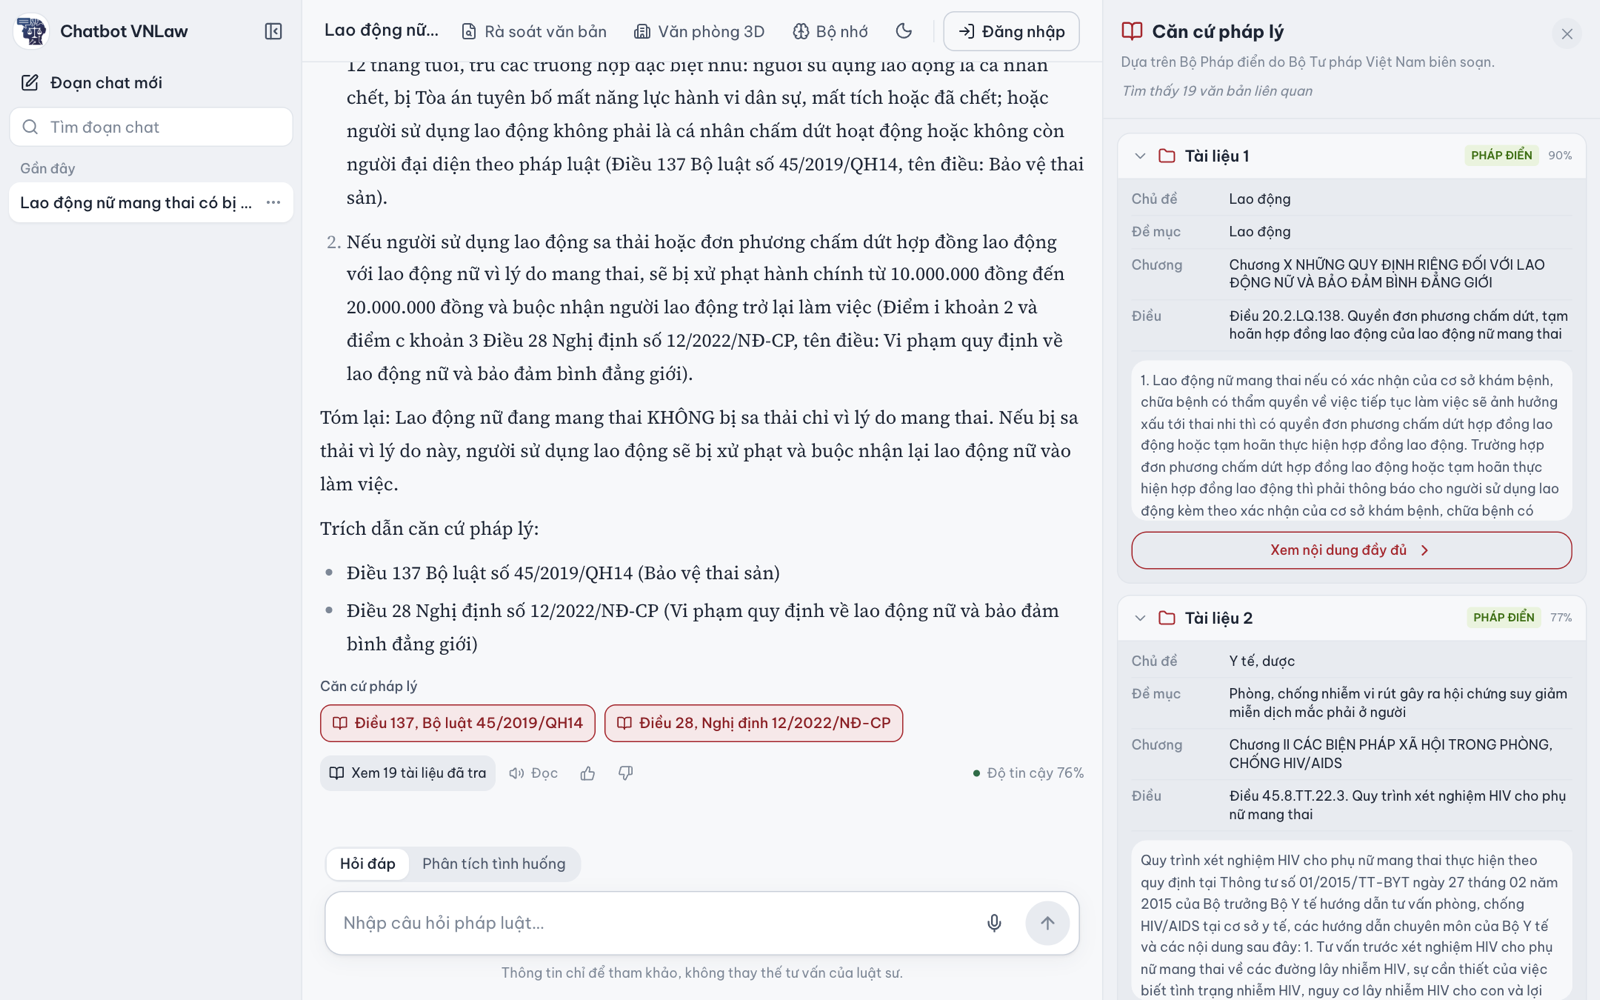 Chatbot VNLaw
Đoạn chat mới
Tìm đoạn chat
Gần đây
Lao động nữ mang thai có bị ...
Lao động nữ...
Rà soát văn bản
Văn phòng 3D
Bộ nhớ
Đăng nhập
12 tháng tuổi, trừ các trường hợp đặc biệt như: người sử dụng lao động là cá nhân
chết, bị Tòa án tuyên bố mất năng lực hành vi dân sự, mất tích hoặc đã chết; hoặc
người sử dụng lao động không phải là cá nhân chấm dứt hoạt động hoặc không còn
người đại diện theo pháp luật (Điều 137 Bộ luật số 45/2019/QH14, tên điều: Bảo vệ thai
sản).
2. Nếu người sử dụng lao động sa thải hoặc đơn phương chấm dứt hợp đồng lao động
với lao động nữ vì lý do mang thai, sẽ bị xử phạt hành chính từ 10.000.000 đồng đến
20.000.000 đồng và buộc nhận người lao động trở lại làm việc (Điểm i khoản 2 và
điểm c khoản 3 Điều 28 Nghị định số 12/2022/NĐ-CP, tên điều: Vi phạm quy định về
lao động nữ và bảo đảm bình đẳng giới).
Tóm lại: Lao động nữ đang mang thai KHÔNG bị sa thải chỉ vì lý do mang thai. Nếu bị sa
thải vì lý do này, người sử dụng lao động sẽ bị xử phạt và buộc nhận lại lao động nữ vào
làm việc.
Trích dẫn căn cứ pháp lý:
• Điều 137 Bộ luật số 45/2019/QH14 (Bảo vệ thai sản)
• Điều 28 Nghị định số 12/2022/NĐ-CP (Vi phạm quy định về lao động nữ và bảo đảm
bình đẳng giới)
Căn cứ pháp lý
Điều 137, Bộ luật 45/2019/QH14
Điều 28, Nghị định 12/2022/NĐ-CP
Xem 19 tài liệu đã tra
Đọc
Độ tin cậy 76%
Hỏi đáp
Phân tích tình huống
Nhập câu hỏi pháp luật...
Thông tin chỉ để tham khảo, không thay thế tư vấn của luật sư.
Căn cứ pháp lý
Dựa trên Bộ Pháp điển do Bộ Tư pháp Việt Nam biên soạn.
Tìm thấy 19 văn bản liên quan
Tài liệu 1
PHÁP ĐIỂN
90%
Chủ đề
Lao động
Đề mục
Lao động
Chương
Chương X NHỮNG QUY ĐỊNH RIÊNG ĐỐI VỚI LAO
ĐỘNG NỮ VÀ BẢO ĐẢM BÌNH ĐẲNG GIỚI
Điều
Điều 20.2.LQ.138. Quyền đơn phương chấm dứt, tạm
hoãn hợp đồng lao động của lao động nữ mang thai
1. Lao động nữ mang thai nếu có xác nhận của cơ sở khám bệnh,
chữa bệnh có thẩm quyền về việc tiếp tục làm việc sẽ ảnh hưởng
xấu tới thai nhi thì có quyền đơn phương chấm dứt hợp đồng lao
động hoặc tạm hoãn thực hiện hợp đồng lao động. Trường hợp
đơn phương chấm dứt hợp đồng lao động hoặc tạm hoãn thực
hiện hợp đồng lao động thì phải thông báo cho người sử dụng lao
động kèm theo xác nhận của cơ sở khám bệnh, chữa bệnh có
Xem nội dung đầy đủ
Tài liệu 2
PHÁP ĐIỂN
77%
Chủ đề
Y tế, dược
Đề mục
Phòng, chống nhiễm vi rút gây ra hội chứng suy giảm
miễn dịch mắc phải ở người
Chương
Chương II CÁC BIỆN PHÁP XÃ HỘI TRONG PHÒNG,
CHỐNG HIV/AIDS
Điều
Điều 45.8.TT.22.3. Quy trình xét nghiệm HIV cho phụ
nữ mang thai
Quy trình xét nghiệm HIV cho phụ nữ mang thai thực hiện theo
quy định tại Thông tư số 01/2015/TT-BYT ngày 27 tháng 02 năm
2015 của Bộ trưởng Bộ Y tế hướng dẫn tư vấn phòng, chống
HIV/AIDS tại cơ sở y tế, các hướng dẫn chuyên môn của Bộ Y tế
và các nội dung sau đây: 1. Tư vấn trước xét nghiệm HIV cho phụ
nữ mang thai về các đường lây nhiễm HIV, sự cần thiết của việc
biết tình trạng nhiễm HIV, nguy cơ lây nhiễm HIV cho con và lợi